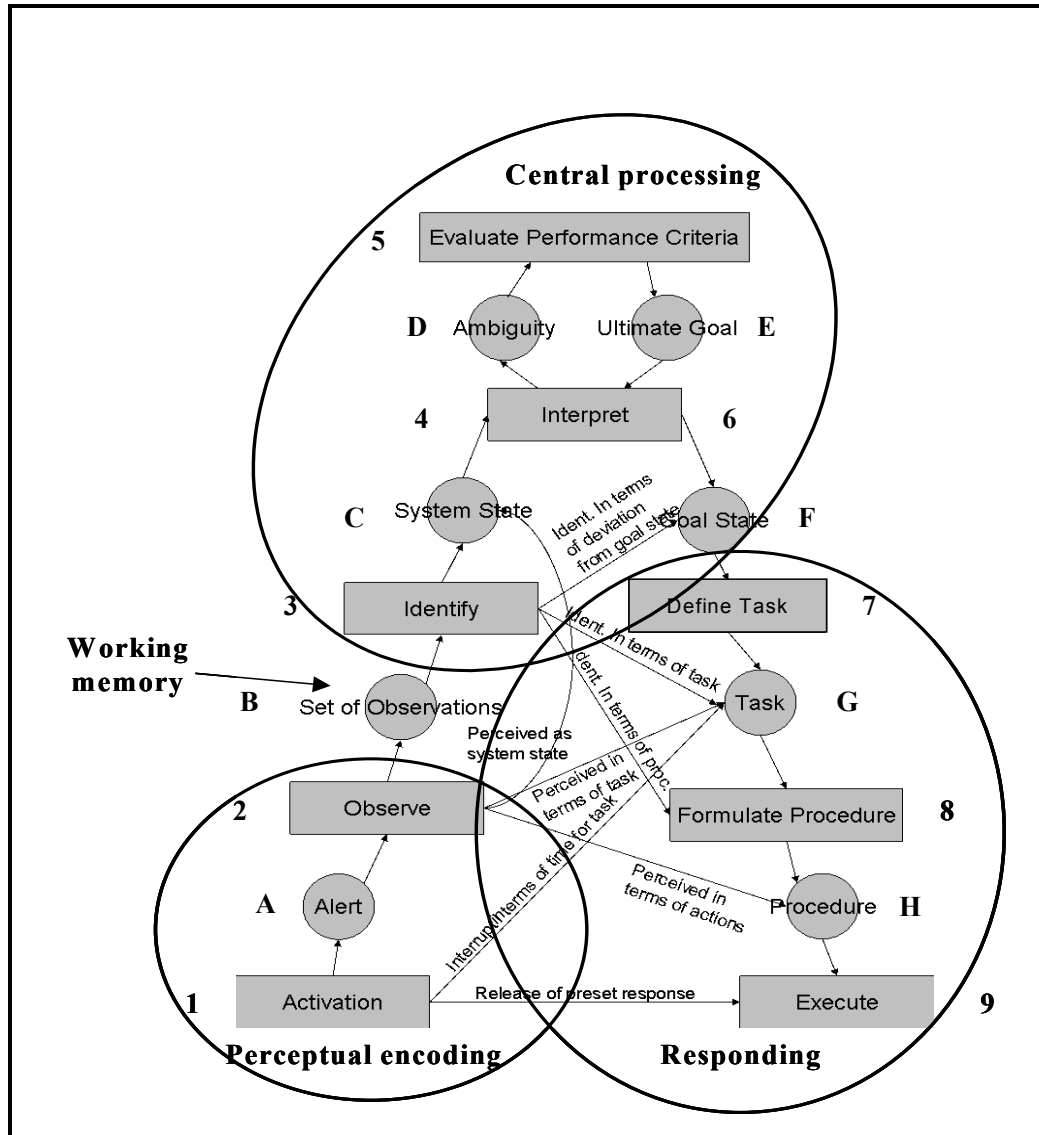 Central processing
5
Evaluate Performance Criteria
D
Ambiguity
Ultimate Goal
E
4
Interpret
6
C
System State
Ident. In terms
of deviation
from goal state
Goal State
F
3
Identify
Define Task
7
Ident. In terms of task
Working
memory
B
Set of Observations
Ident. In terms of proc.
Task
G
Perceived as
system state
2
Observe
Perceived in
terms of task
Formulate Procedure
8
Interrupt interms of time for task
A
Alert
Perceived in
terms of actions
Procedure
H
1
Activation
Release of preset response
Execute
9
Perceptual encoding
Responding